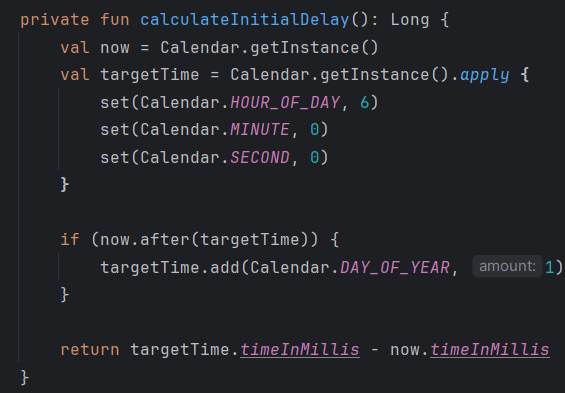 private fun calculateInitialDelay(): Long {
    val now = Calendar.getInstance()
    val targetTime = Calendar.getInstance().apply {
        set(Calendar.HOUR_OF_DAY, 6)
        set(Calendar.MINUTE, 0)
        set(Calendar.SECOND, 0)
    }

    if (now.after(targetTime)) {
        targetTime.add(Calendar.DAY_OF_YEAR, amount: 1)
    }

    return targetTime.timeInMillis - now.timeInMillis
}